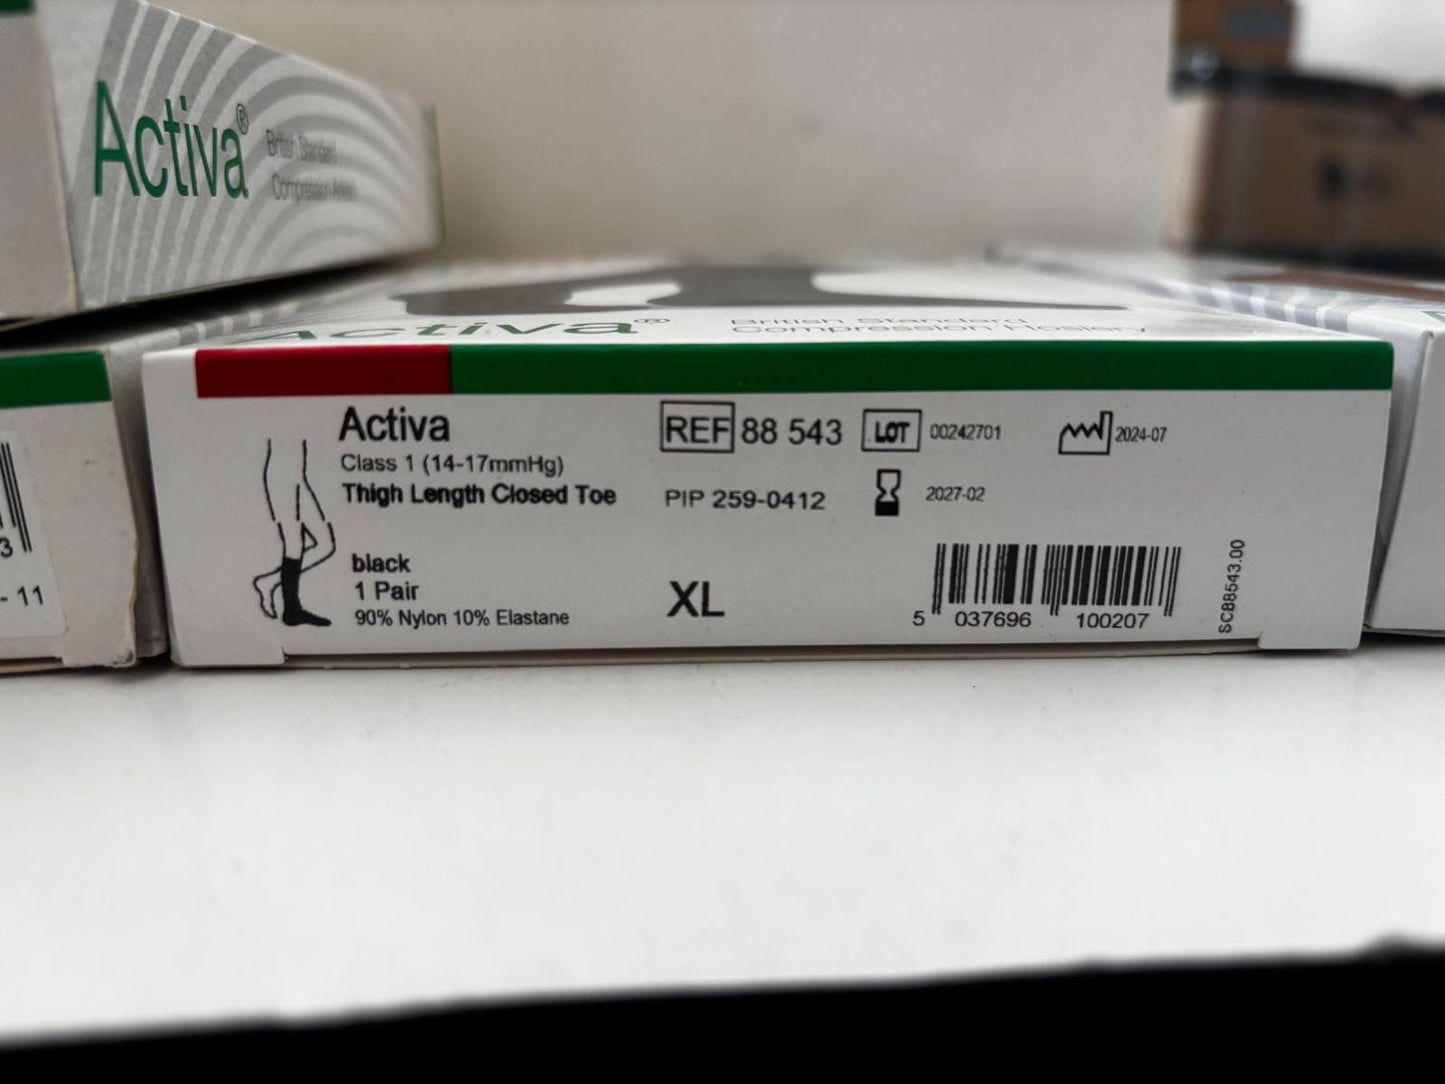 Activa®
British Standard
Compression
Activa®
British Standard
Compression Hosiery
Activa
Class 1 (14-17mmHg)
Thigh Length Closed Toe
black
1 Pair
90% Nylon 10% Elastane
REF 88 543
LOT 00242701
2024-07
PIP 259-0412
2027-02
XL
5 037696 100207
SC88543.00
3
- 11